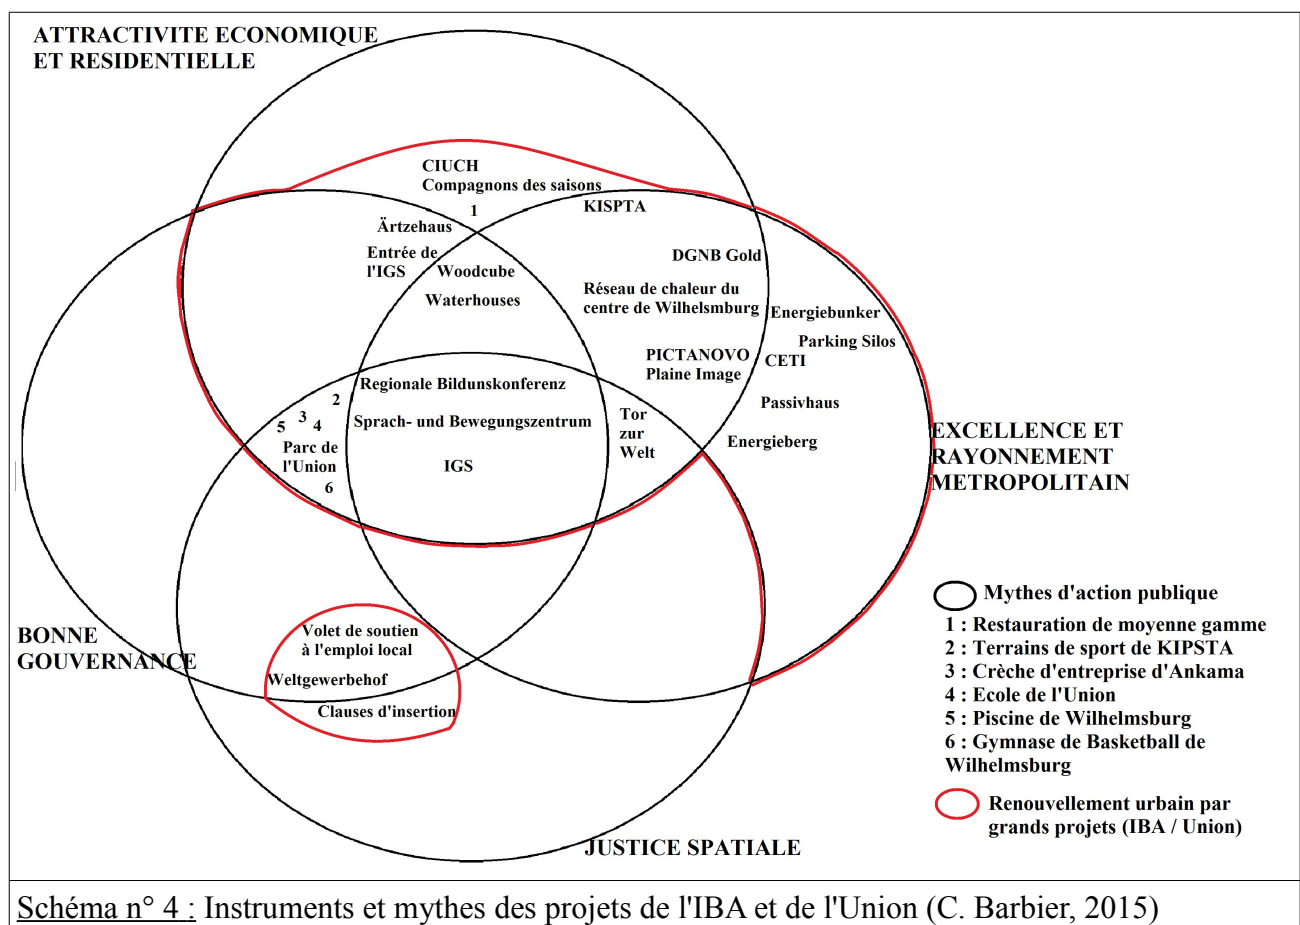 ATTRACTIVITE ECONOMIQUE
ET RESIDENTIELLE
CIUCH
Compagnons des saisons
1
KISPTA
Ärtzehaus
Entrée de
l'IGS
Woodcube
Waterhouses
DGNB Gold
Réseau de chaleur du
centre de Wilhelsmburg
Energiebunker
Parking Silos
PICTANOVO
Plaine Image
CETI
Passivhaus
Energieberg
Regionale Bildunskonferenz
2
3
4
5
Sprach- und Bewegungszentrum
Tor
zur
Welt
Parc de
l'Union
6
IGS
EXCELLENCE ET
RAYONNEMENT
METROPOLITAIN
BONNE
GOUVERNANCE
Volet de soutien
à l'emploi local
Weltgewerbehof
Clauses d'insertion
JUSTICE SPATIALE
Mythes d'action publique
1 : Restauration de moyenne gamme
2 : Terrains de sport de KIPSTA
3 : Crèche d'entreprise d'Ankama
4 : Ecole de l'Union
5 : Piscine de Wilhelmsburg
6 : Gymnase de Basketball de
Wilhelmsburg
Renouvellement urbain par
grands projets (IBA / Union)
Schéma n° 4 : Instruments et mythes des projets de l'IBA et de l'Union (C. Barbier, 2015)